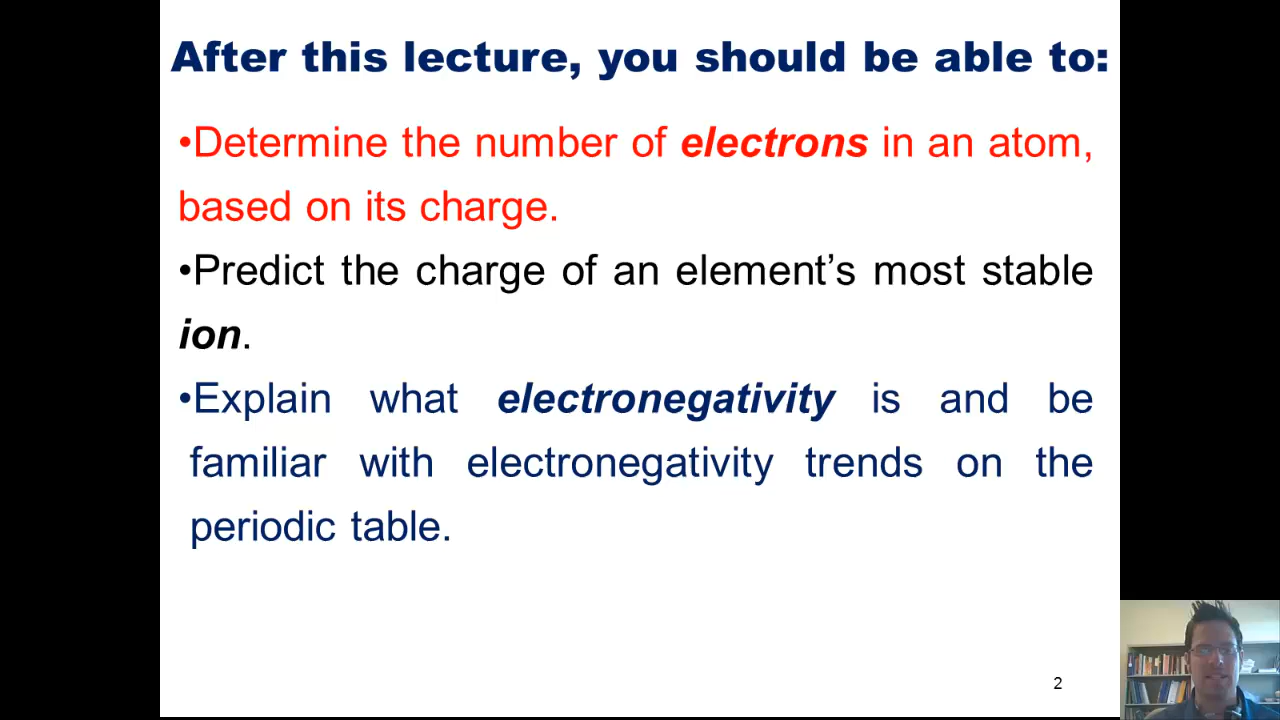 After this lecture, you should be able to:
•Determine the number of electrons in an atom,
based on its charge.
•Predict the charge of an element’s most stable
ion.
•Explain what electronegativity is and be
familiar with electronegativity trends on the
periodic table.
2